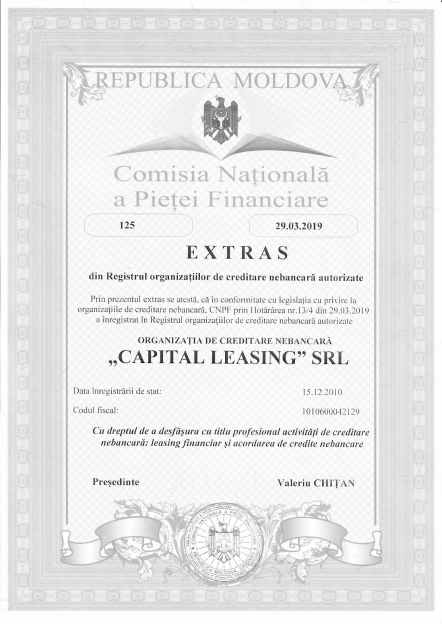 REPUBLICA MOLDOVA
Comisia Națională
a Pieței Financiare
125 29.03.2019
EXTRAS
din Registrul organizațiilor de creditare nebancară autorizate
Prin prezentul extras se atestă, că în conformitate cu legislația cu privire la
organizațiile de creditare nebancară, CNPF prin Hotărârea nr.13/4 din 29.03.2019
a înregistrat în Registrul organizațiilor de creditare nebancară autorizate
ORGANIZAȚIA DE CREDITARE NEBANCARĂ
„CAPITAL LEASING” SRL
Data înregistrării de stat: 15.12.2010
Codul fiscal: 1010600042129
Cu dreptul de a desfășura cu titlu profesional activități de creditare
nebancară: leasing financiar și acordarea de credite nebancare
Președinte Valeriu CHIȚAN
REPUBLICA MOLDOVA